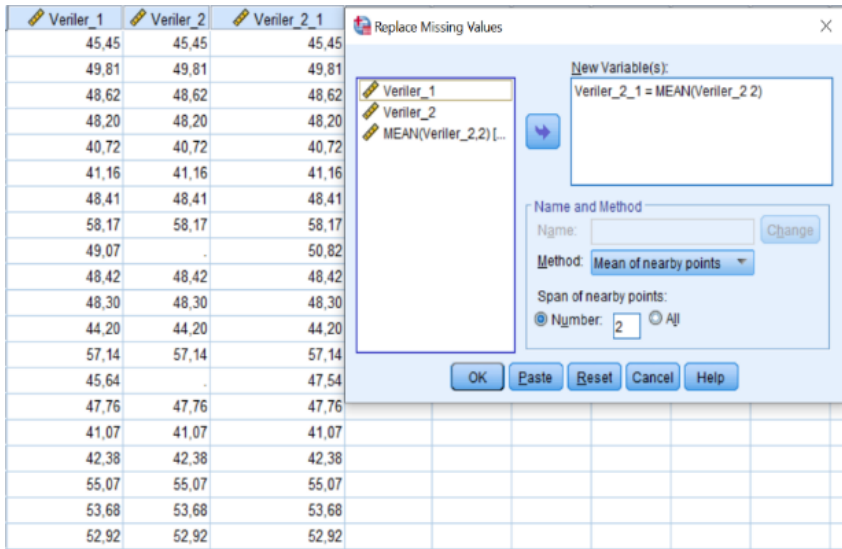 Veriler_1 Veriler_2 Veriler_2_1
45,45 45,45 45,45
49,81 49,81 49,81
48,62 48,62 48,62
48,20 48,20 48,20
40,72 40,72 40,72
41,16 41,16 41,16
48,41 48,41 48,41
58,17 58,17 58,17
49,07 . 50,82
48,42 48,42 48,42
48,30 48,30 48,30
44,20 44,20 44,20
57,14 57,14 57,14
45,64 . 47,54
47,76 47,76 47,76
41,07 41,07 41,07
42,38 42,38 42,38
55,07 55,07 55,07
53,68 53,68 53,68
52,92 52,92 52,92
Replace Missing Values
Veriler_1
Veriler_2
MEAN(Veriler_2,2) [...
New Variable(s):
Veriler_2_1 = MEAN(Veriler_2 2)
Name and Method
Name:
Change
Method: Mean of nearby points
Span of nearby points:
Number: 2 All
OK Paste Reset Cancel Help